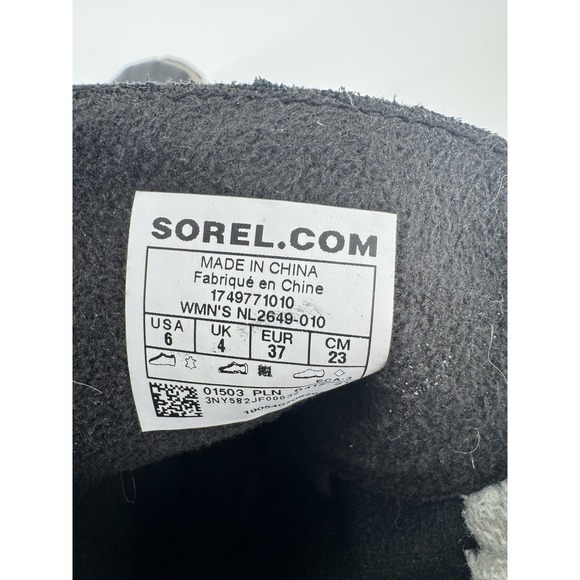 SOREL.COM
MADE IN CHINA
Fabriqué en Chine
1749771010
WMN'S NL2649-010
USA UK EUR CM
6 4 37 23
01503 PLN